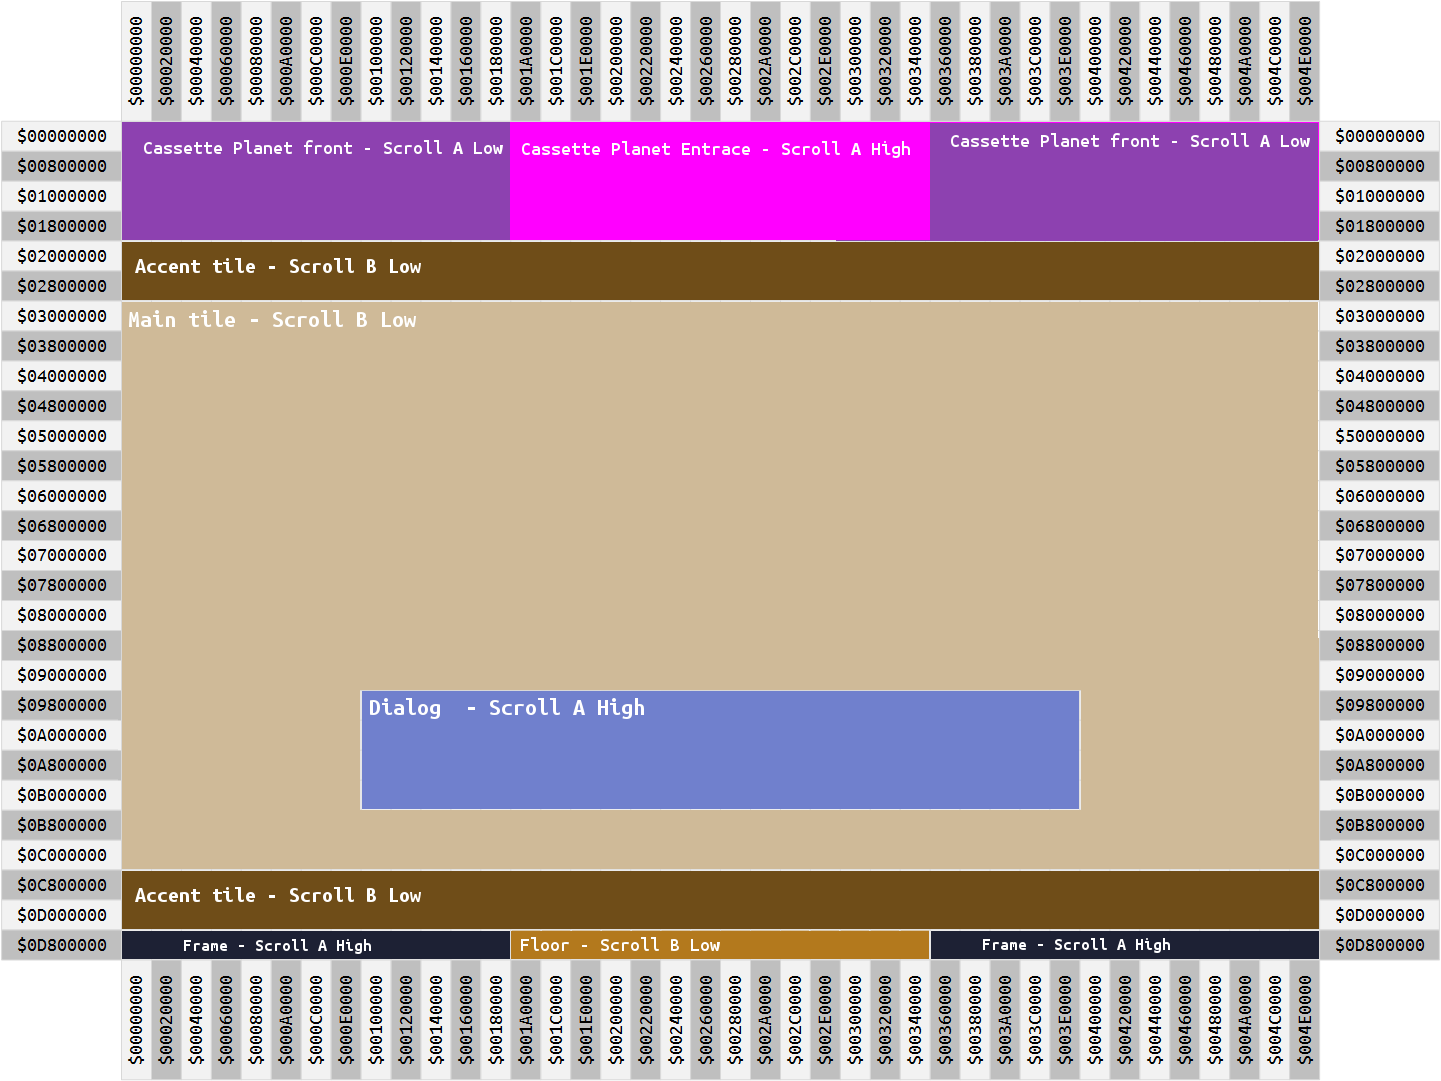 $00000000 $00020000 $00040000 $00060000 $00080000 $000A0000 $000C0000 $000E0000 $00100000 $00120000 $00140000 $00160000 $00180000 $001A0000 $001C0000 $001E0000 $00200000 $00220000 $00240000 $00260000 $00280000 $002A0000 $002C0000 $002E0000 $00300000 $00320000 $00340000 $00360000 $00380000 $003A0000 $003C0000 $003E0000 $00400000 $00420000 $00440000 $00460000 $00480000 $004A0000 $004C0000 $004E0000
$00000000 Cassette Planet front - Scroll A Low Cassette Planet Entrace - Scroll A High Cassette Planet front - Scroll A Low $00000000
$00800000 $00800000
$01000000 $01000000
$01800000 $01800000
$02000000 Accent tile - Scroll B Low $02000000
$02800000 $02800000
$03000000 Main tile - Scroll B Low $03000000
$03800000 $03800000
$04000000 $04000000
$04800000 $04800000
$05000000 $50000000
$05800000 $05800000
$06000000 $06000000
$06800000 $06800000
$07000000 $07000000
$07800000 $07800000
$08000000 $08000000
$08800000 $08800000
$09000000 $09000000
$09800000 Dialog  - Scroll A High $09800000
$0A000000 $0A000000
$0A800000 $0A800000
$0B000000 $0B000000
$0B800000 $0B800000
$0C000000 $0C000000
$0C800000 Accent tile - Scroll B Low $0C800000
$0D000000 $0D000000
$0D800000 Frame - Scroll A High Floor - Scroll B Low Frame - Scroll A High $0D800000
$00000000 $00020000 $00040000 $00060000 $00080000 $000A0000 $000C0000 $000E0000 $00100000 $00120000 $00140000 $00160000 $00180000 $001A0000 $001C0000 $001E0000 $00200000 $00220000 $00240000 $00260000 $00280000 $002A0000 $002C0000 $002E0000 $00300000 $00320000 $00340000 $00360000 $00380000 $003A0000 $003C0000 $003E0000 $00400000 $00420000 $00440000 $00460000 $00480000 $004A0000 $004C0000 $004E0000